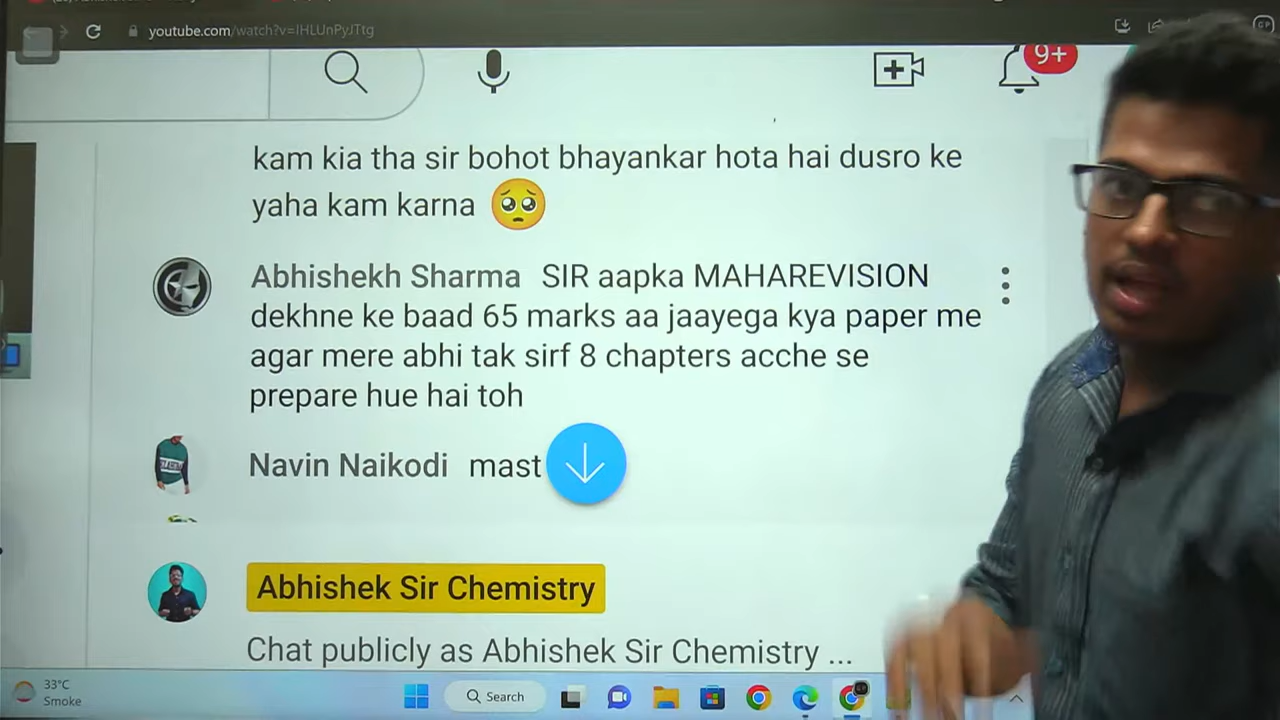 youtube.com/watch?v=IHLUnPyJTtg
9+
kam kia tha sir bohot bhayankar hota hai dusro ke
yaha kam karna 🥺
Abhishekh Sharma SIR aapka MAHAREVISION
dekhne ke baad 65 marks aa jaayega kya paper me
agar mere abhi tak sirf 8 chapters acche se
prepare hue hai toh
Navin Naikodi mast
Abhishek Sir Chemistry
Chat publicly as Abhishek Sir Chemistry ...
33°C
Smoke
Search